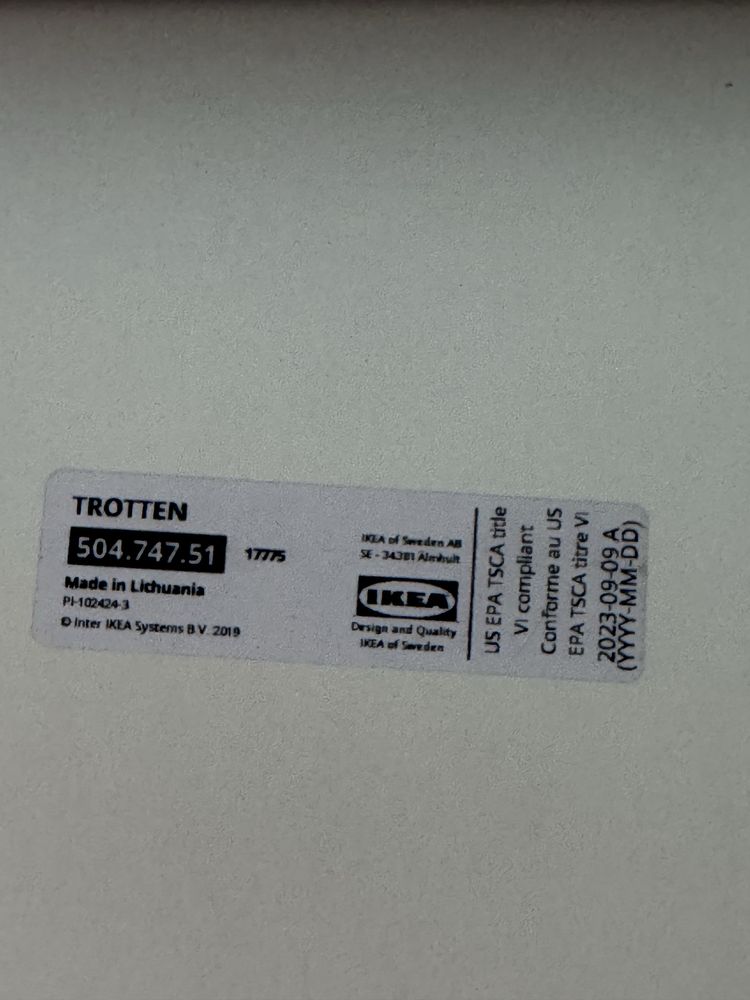 TROTTEN
504.747.51
17775
Made in Lithuania
PI-102424-3
© Inter IKEA Systems B.V. 2019
IKEA of Sweden AB
SE - 34381 Älmhult
IKEA
Design and Quality
IKEA of Sweden
US EPA TSCA title
VI compliant
Conforme au US
EPA TSCA titre VI
2023-09-09 A
(YYYY-MM-DD)